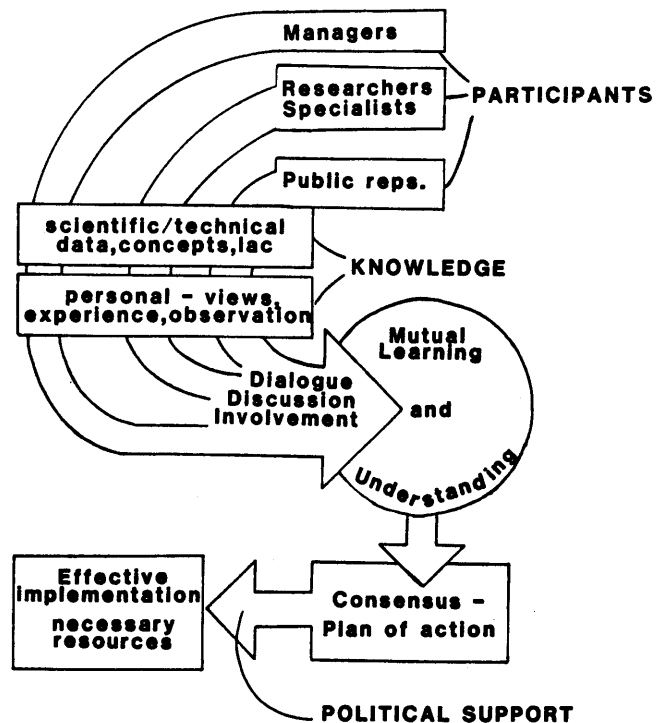 Managers
Researchers
Specialists
PARTICIPANTS
Public reps.
scientific/technical
data,concepts,lac
KNOWLEDGE
personal - views,
experience,observation
Mutual
Learning
and
Understanding
Dialogue
Discussion
Involvement
Effective
implementation
necessary
resources
Consensus -
Plan of action
POLITICAL SUPPORT